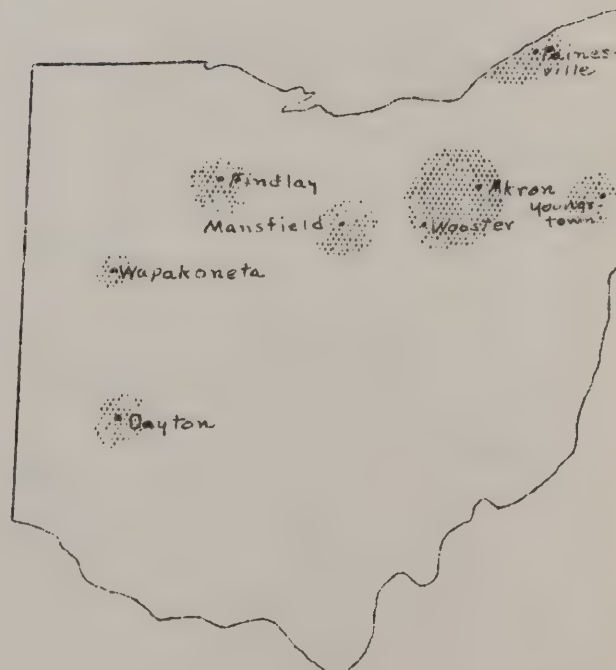 Paines-
ville
Findlay
Akron
Youngs-
town
Mansfield
Wooster
Wapakoneta
Dayton